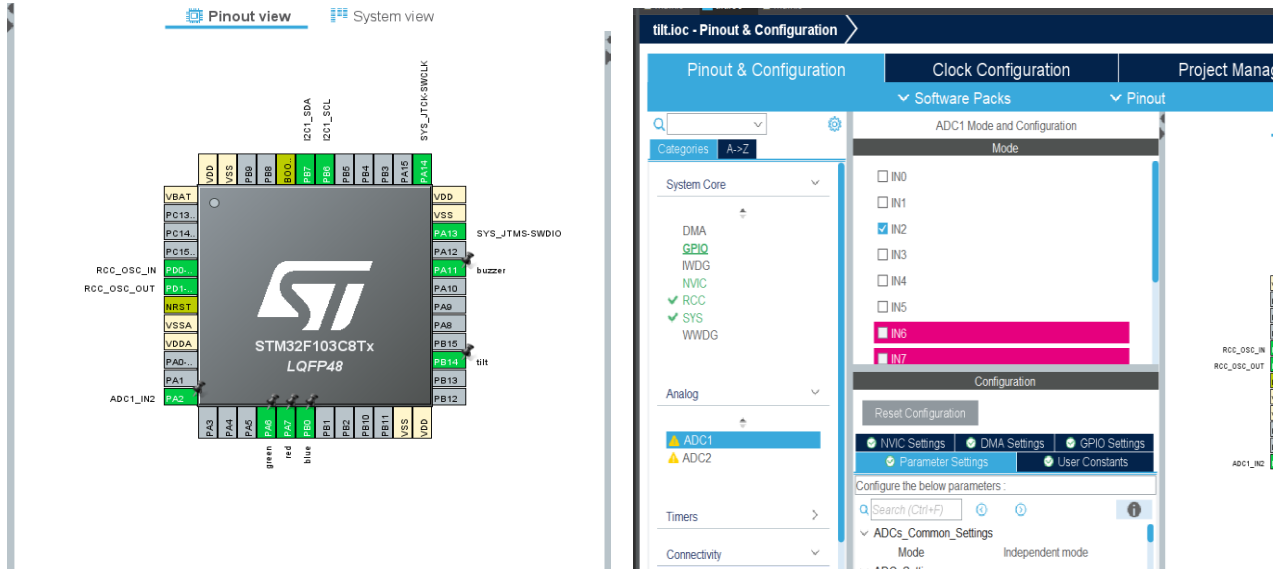 Pinout view
System view
I2C1_SDA
I2C1_SCL
SYS_JTCK-SWCLK
VDD
VSS
PB9
PB8
BOO..
PB7
PB6
PB5
PB4
PB3
PA15
PA14
VBAT
PC13..
PC14..
PC15..
RCC_OSC_IN
PD0-..
RCC_OSC_OUT
PD1-..
NRST
VSSA
VDDA
PA0-..
PA1
ADC1_IN2
PA2
VDD
VSS
PA13
SYS_JTMS-SWDIO
PA12
PA11
buzzer
PA10
PA9
PA8
PB15
PB14
tilt
PB13
PB12
STM32F103C8Tx
LQFP48
PA3
PA4
PA5
PA6
PA7
PB0
PB1
PB2
PB10
PB11
VSS
VDD
green
red
blue
tilt.ioc - Pinout & Configuration
Pinout & Configuration
Clock Configuration
Project Manag
Software Packs
Pinout
Categories
A->Z
System Core
DMA
GPIO
IWDG
NVIC
RCC
SYS
WWDG
Analog
ADC1
ADC2
Timers
Connectivity
ADC1 Mode and Configuration
Mode
IN0
IN1
IN2
IN3
IN4
IN5
IN6
IN7
Configuration
Reset Configuration
NVIC Settings
DMA Settings
GPIO Settings
Parameter Settings
User Constants
Configure the below parameters :
Search (Ctrl+F)
ADCs_Common_Settings
Mode Independent mode
RCC_OSC_IN
RCC_OSC_OUT
ADC1_IN2